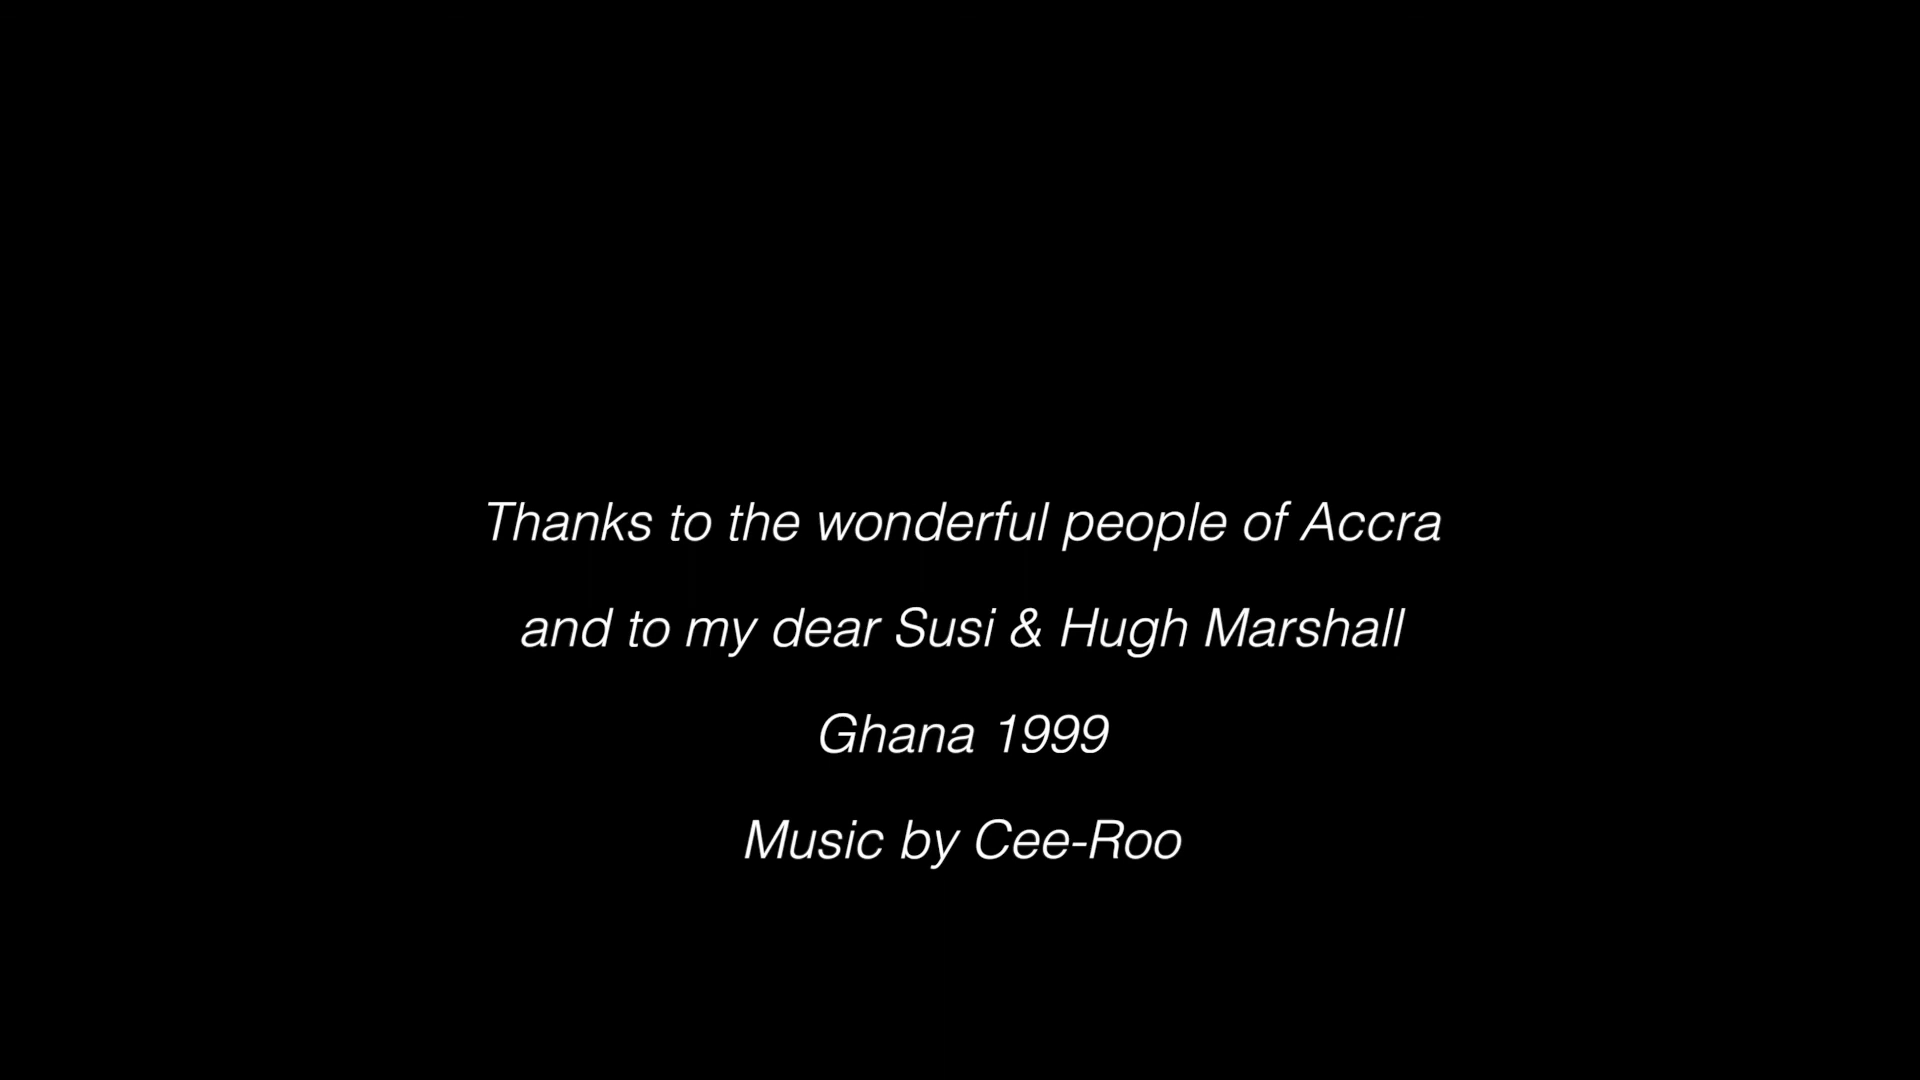 Thanks to the wonderful people of Accra
and to my dear Susi & Hugh Marshall
Ghana 1999
Music by Cee-Roo